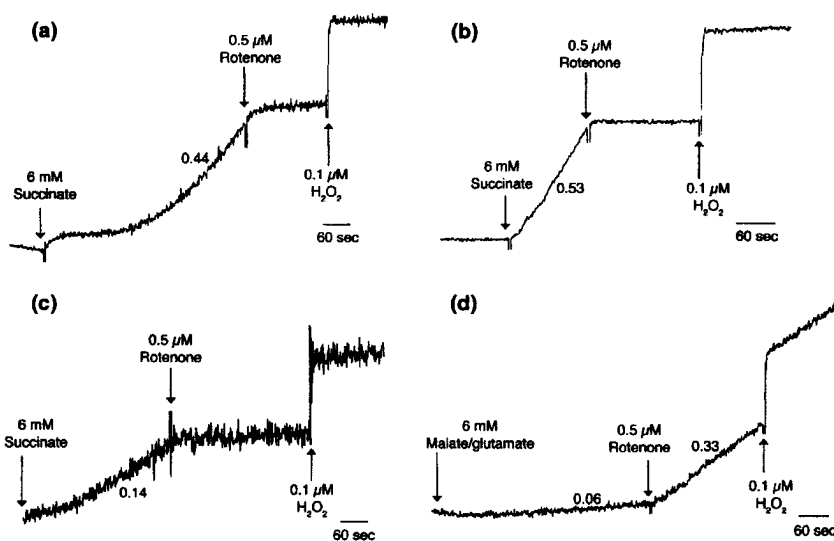 (a)
0.5 µM
Rotenone
0.44
6 mM
Succinate
0.1 µM
H₂O₂
60 sec
(b)
0.5 µM
Rotenone
6 mM
Succinate
0.53
0.1 µM
H₂O₂
60 sec
(c)
0.5 µM
Rotenone
6 mM
Succinate
0.14
0.1 µM
H₂O₂
60 sec
(d)
6 mM
Malate/glutamate
0.5 µM
Rotenone
0.33
0.06
0.1 µM
H₂O₂
60 sec